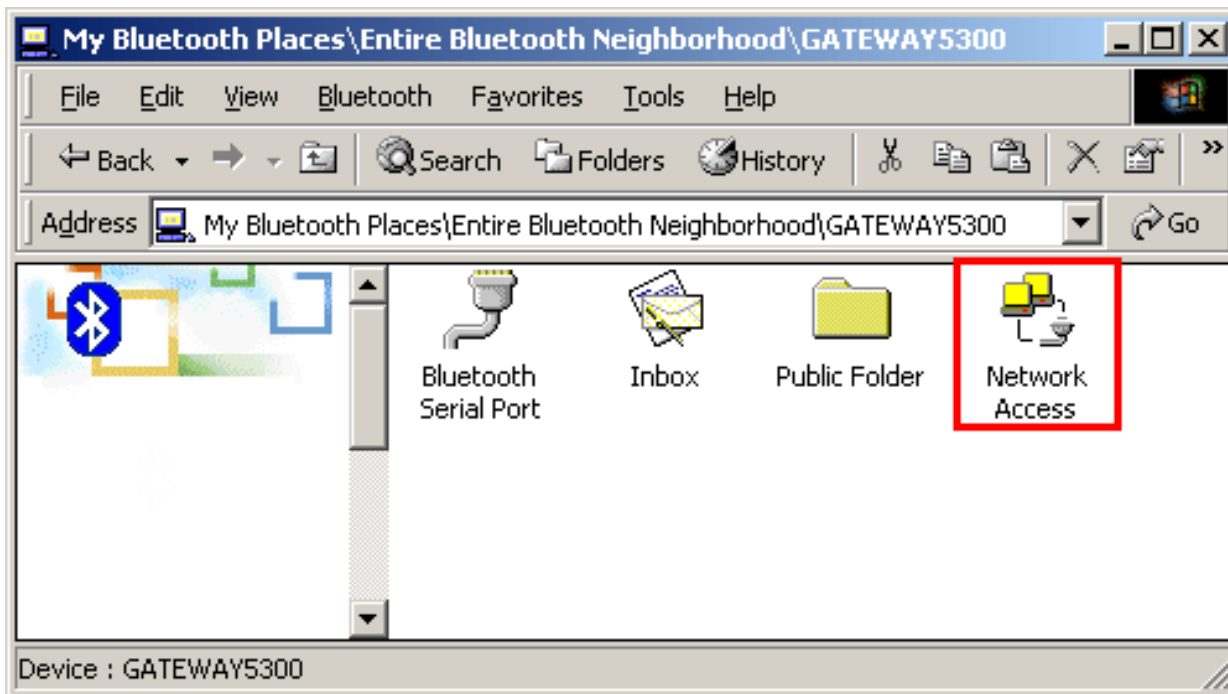 My Bluetooth Places\Entire Bluetooth Neighborhood\GATEWAY5300
File Edit View Bluetooth Favorites Tools Help
Back Search Folders History »
Address My Bluetooth Places\Entire Bluetooth Neighborhood\GATEWAY5300 Go
Bluetooth
Serial Port
Inbox
Public Folder
Network
Access
Device : GATEWAY5300